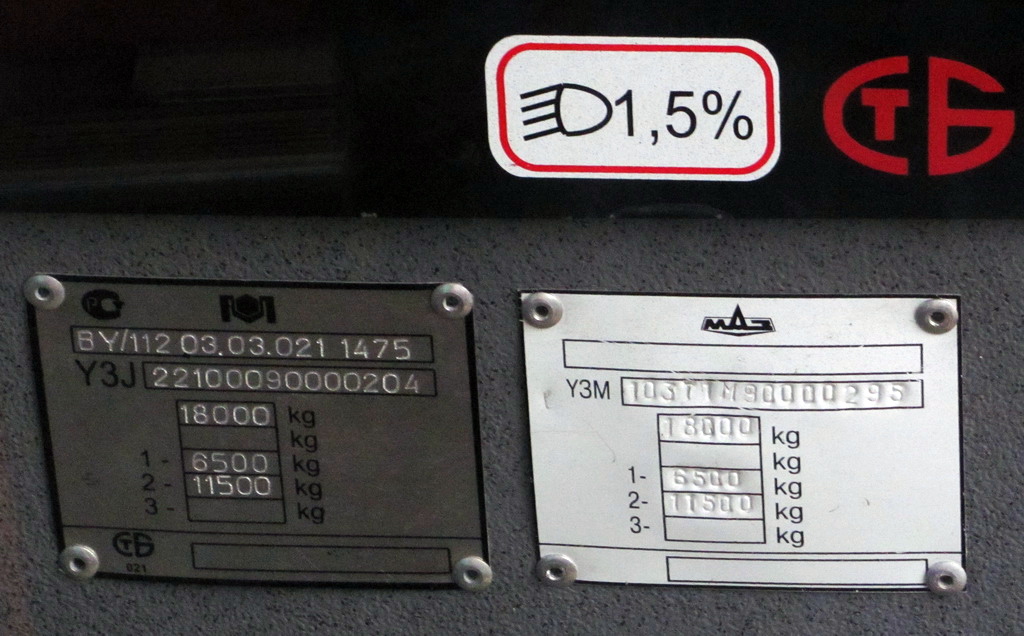 1,5%
СТБ
BY/112 03.03.021 1475
Y3J 22100090000204
18000 kg
kg
1- 6500 kg
2- 11500 kg
3- kg
СТБ
021
МАЗ
Y3M 103T1M90000295
18000 kg
kg
1- 6500 kg
2- 11500 kg
3- kg